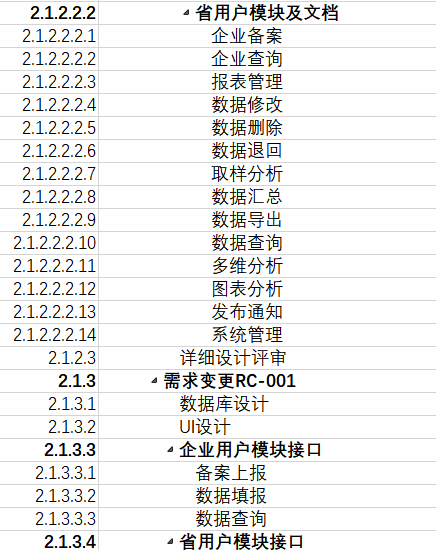 2.1.2.2.2 省用户模块及文档
2.1.2.2.2.1 企业备案
2.1.2.2.2.2 企业查询
2.1.2.2.2.3 报表管理
2.1.2.2.2.4 数据修改
2.1.2.2.2.5 数据删除
2.1.2.2.2.6 数据退回
2.1.2.2.2.7 取样分析
2.1.2.2.2.8 数据汇总
2.1.2.2.2.9 数据导出
2.1.2.2.2.10 数据查询
2.1.2.2.2.11 多维分析
2.1.2.2.2.12 图表分析
2.1.2.2.2.13 发布通知
2.1.2.2.2.14 系统管理
2.1.2.3 详细设计评审
2.1.3 需求变更RC-001
2.1.3.1 数据库设计
2.1.3.2 UI设计
2.1.3.3 企业用户模块接口
2.1.3.3.1 备案上报
2.1.3.3.2 数据填报
2.1.3.3.3 数据查询
2.1.3.4 省用户模块接口